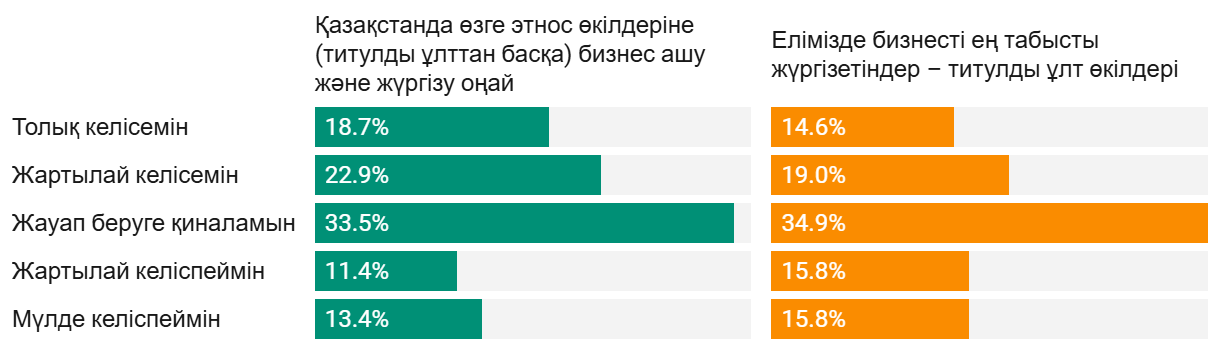 Қазақстанда өзге этнос өкілдеріне
(титулды ұлттан басқа) бизнес ашу
және жүргізу оңай
Елімізде бизнесті ең табысты
жүргізетіндер – титулды ұлт өкілдері
Толық келісемін 18.7% 14.6%
Жартылай келісемін 22.9% 19.0%
Жауап беруге қиналамын 33.5% 34.9%
Жартылай келіспеймін 11.4% 15.8%
Мүлде келіспеймін 13.4% 15.8%